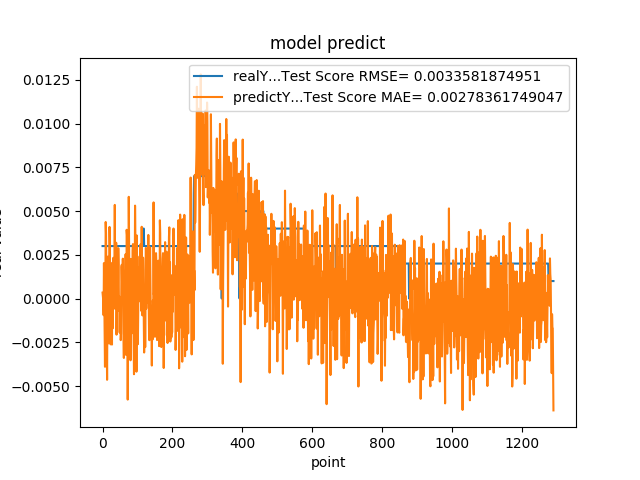 model predict
realY...Test Score RMSE= 0.0033581874951
predictY...Test Score MAE= 0.00278361749047
0.0125
0.0100
0.0075
0.0050
0.0025
0.0000
−0.0025
−0.0050
0 200 400 600 800 1000 1200
point